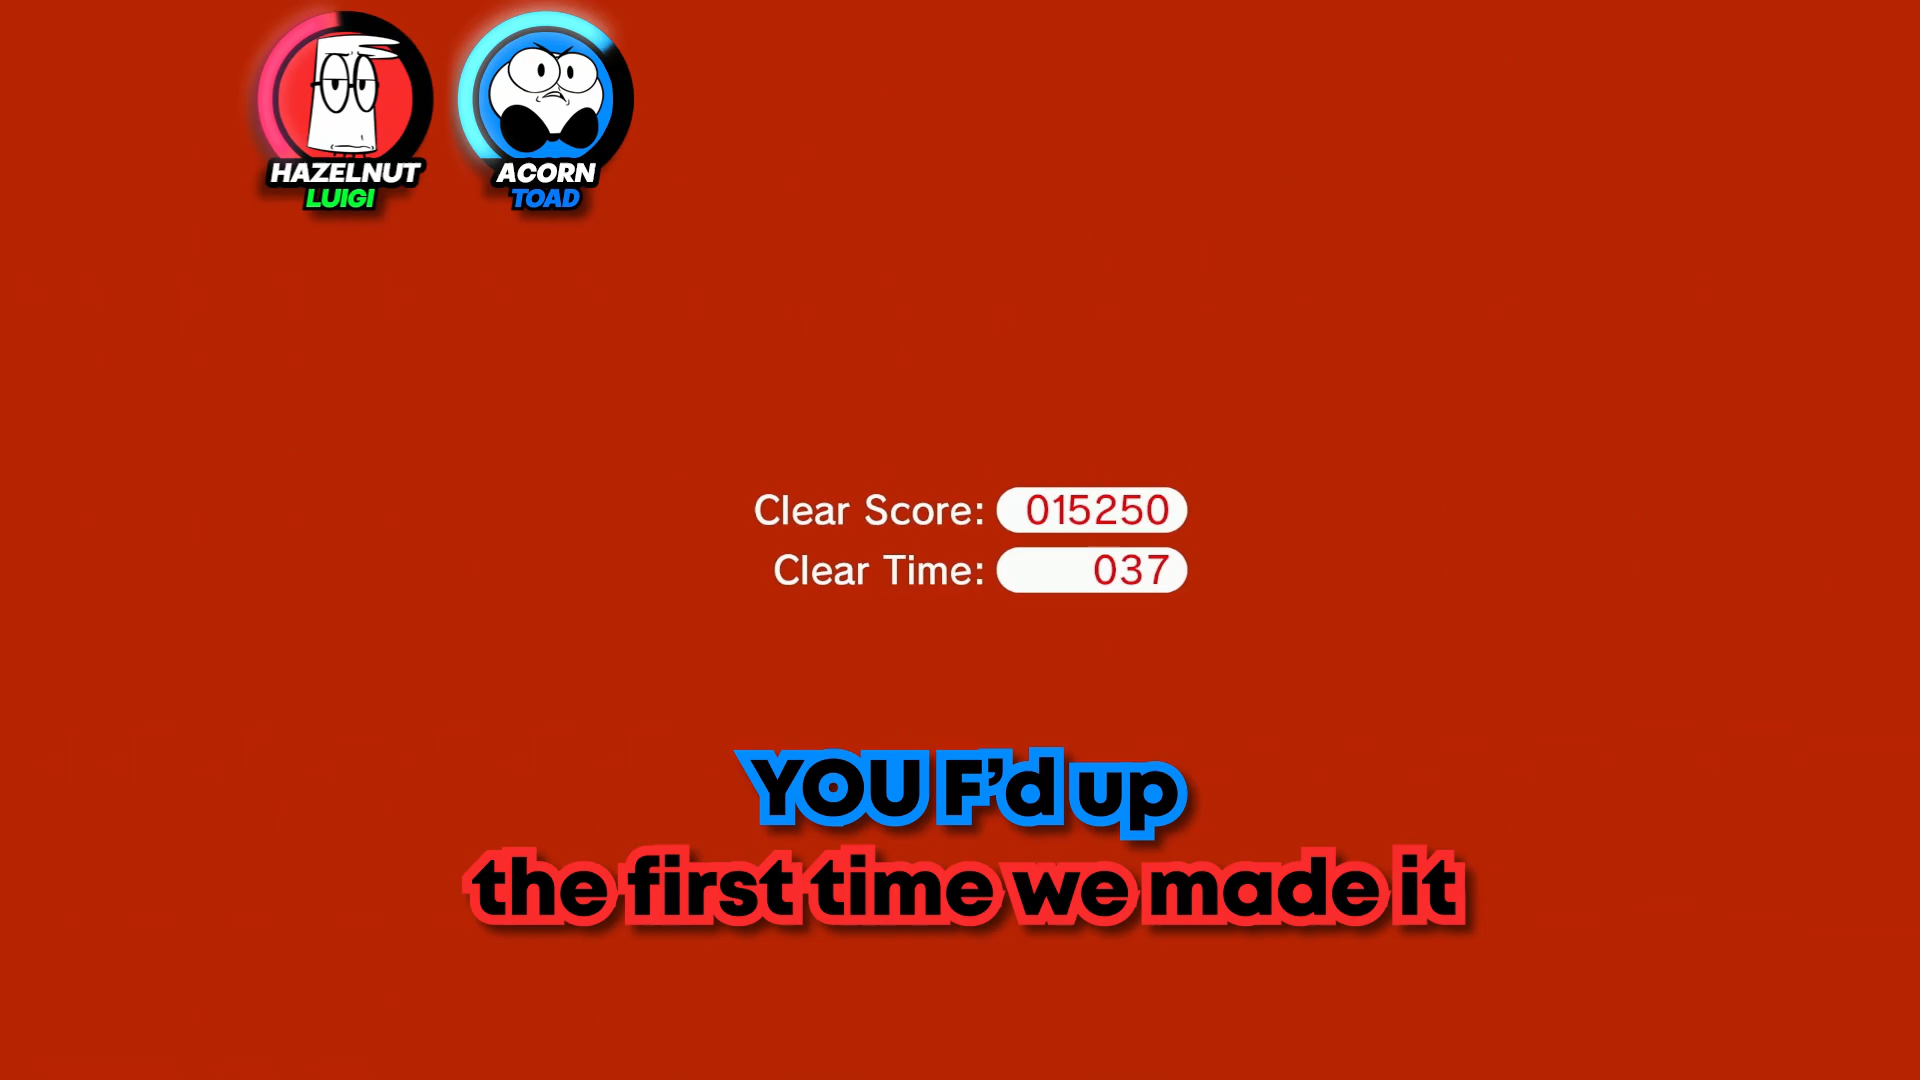 HAZELNUT
LUIGI
ACORN
TOAD
Clear Score: 015250
Clear Time: 037
YOU F'd up
the first time we made it